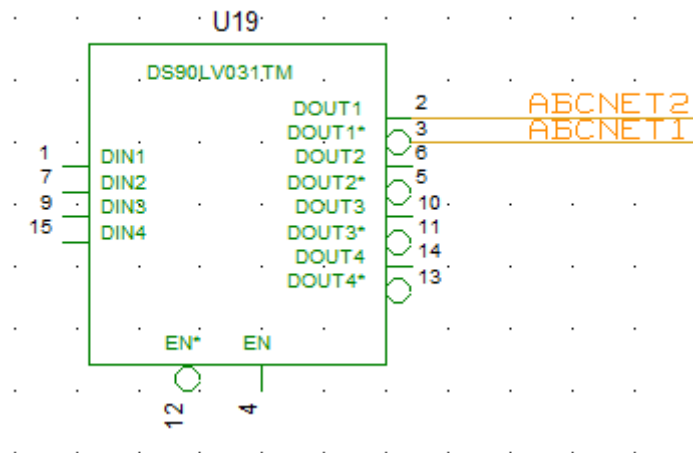 U19
DS90LV031TM
DOUT1 2 ABCNET2
DOUT1* 3 ABCNET1
1 DIN1 DOUT2 6
7 DIN2 DOUT2* 5
9 DIN3 DOUT3 10
15 DIN4 DOUT3* 11
DOUT4 14
DOUT4* 13
EN* EN
12 4